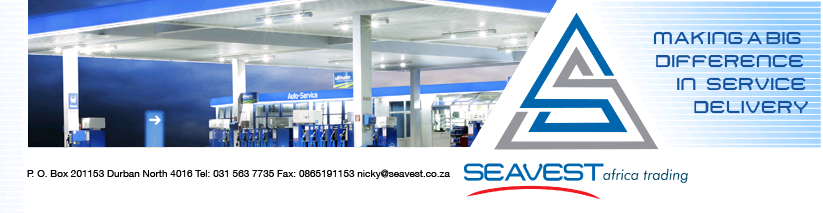 MAKING A BIG
DIFFERENCE
IN SERVICE
DELIVERY
Auto-Service
P. O. Box 201153 Durban North 4016 Tel: 031 563 7735 Fax: 0865191153 nicky@seavest.co.za
SEAVEST africa trading